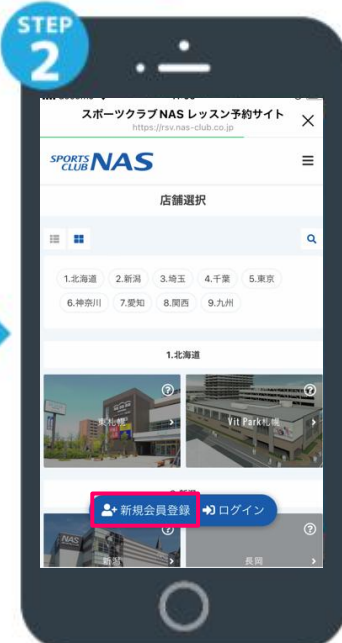 STEP
2
スポーツクラブNAS レッスン予約サイト
https://rsv.nas-club.co.jp
SPORTS CLUB NAS
店舗選択
1.北海道 2.新潟 3.埼玉 4.千葉 5.東京
6.神奈川 7.愛知 8.関西 9.九州
1.北海道
東札幌
Vit Park札幌
新規会員登録 ログイン
NAS
新潟
長岡